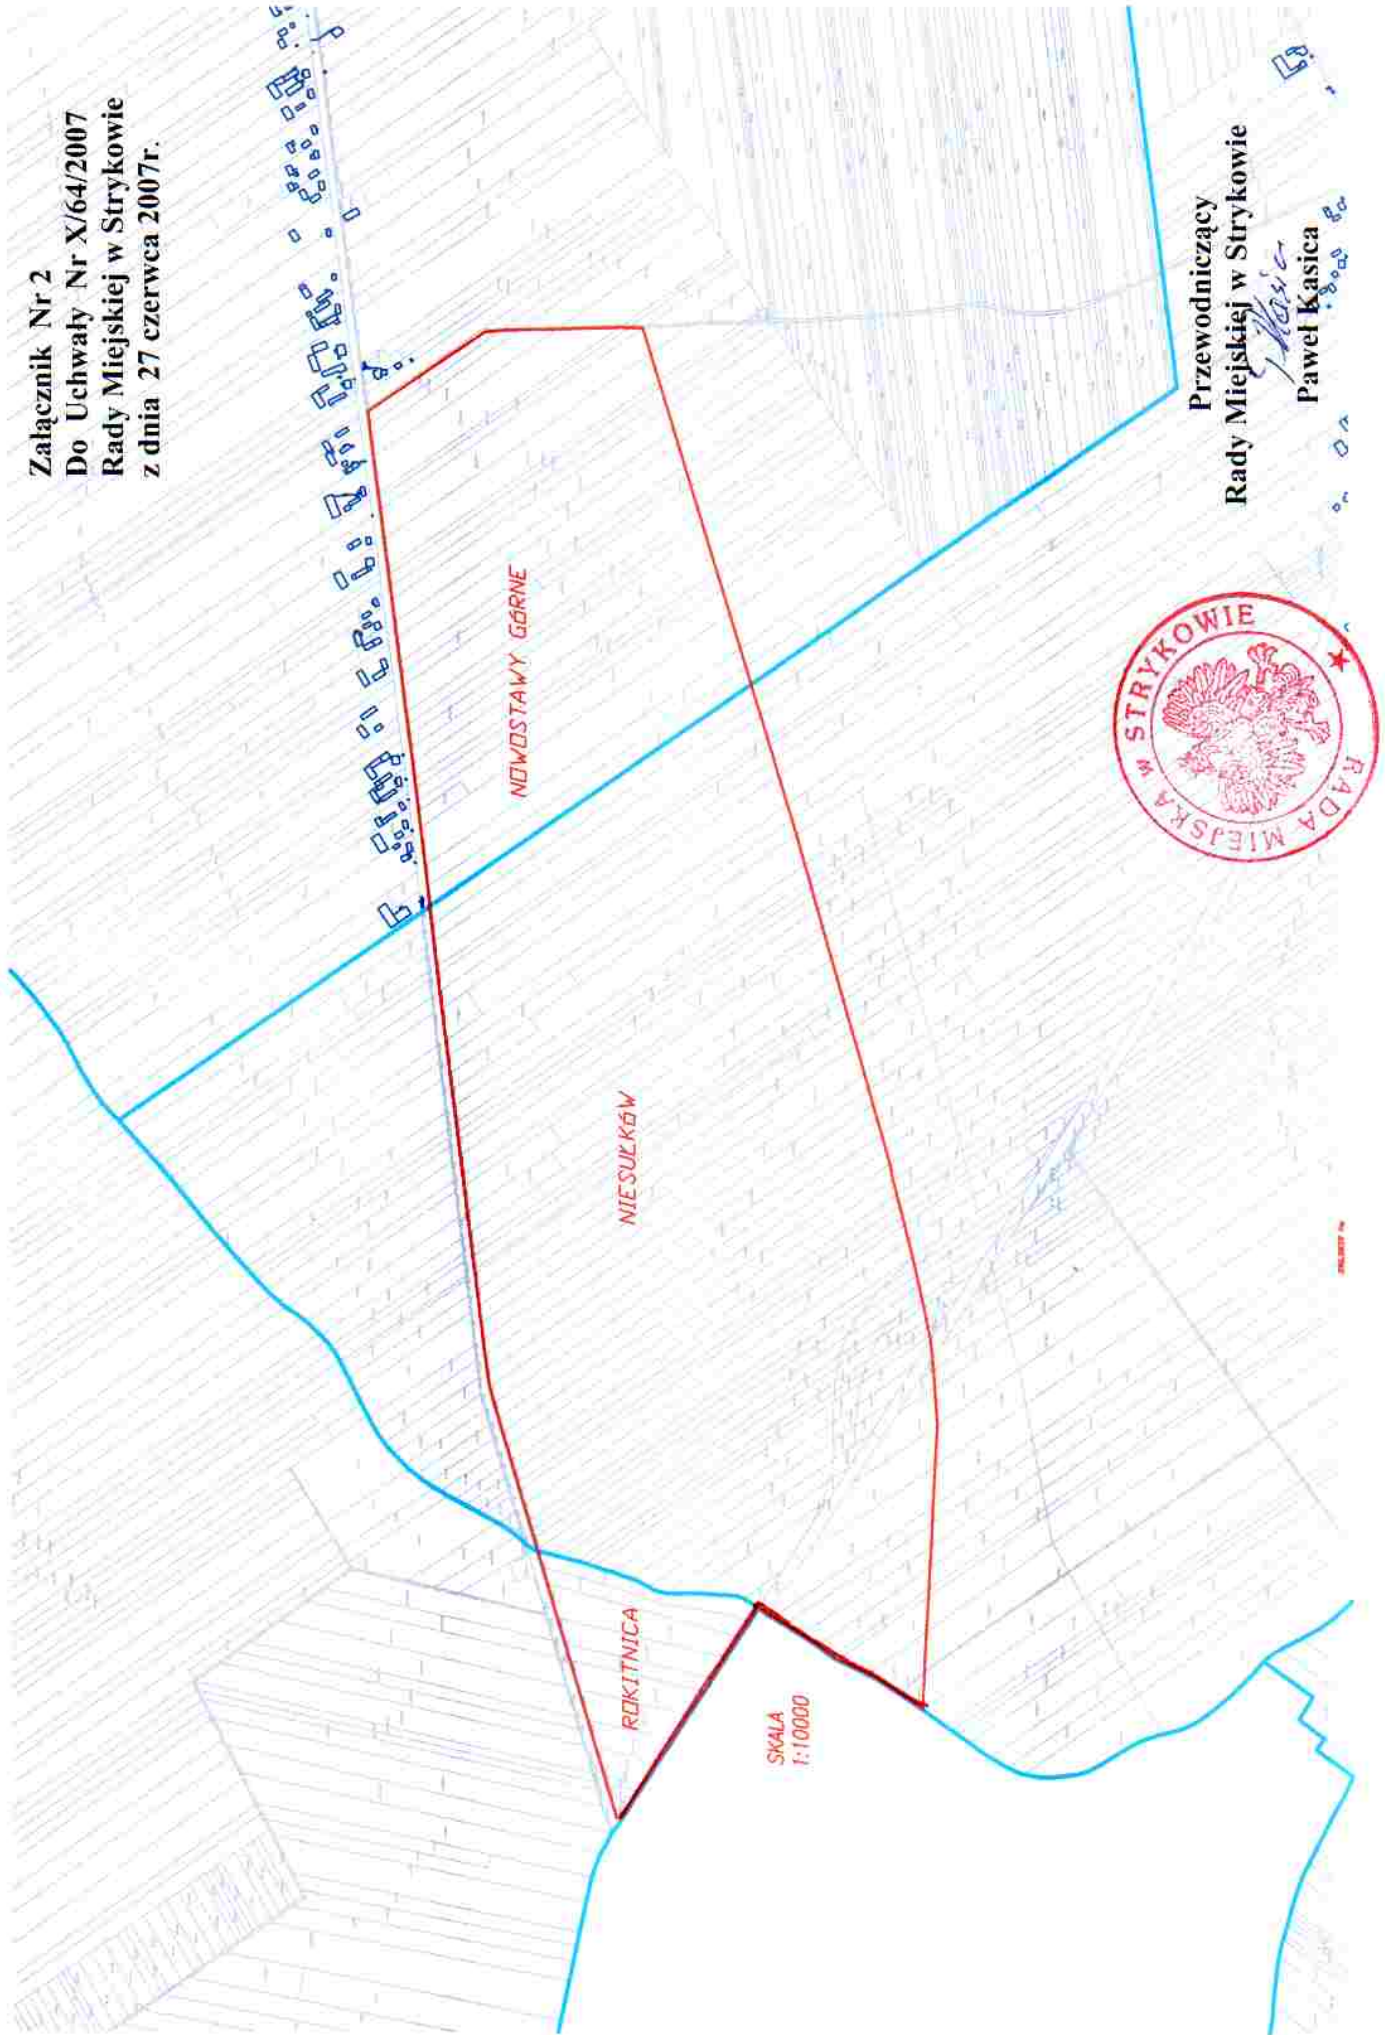 Załącznik Nr 2
Do Uchwały Nr X/64/2007
Rady Miejskiej w Strykowie
z dnia 27 czerwca 2007r.
NOWOSTAWY GÓRNE
NIESUŁKÓW
ROKITNICA
SKALA
1:10000
Przewodniczący
Rady Miejskiej w Strykowie
Paweł Kasica
RADA MIEJSKA W STRYKOWIE